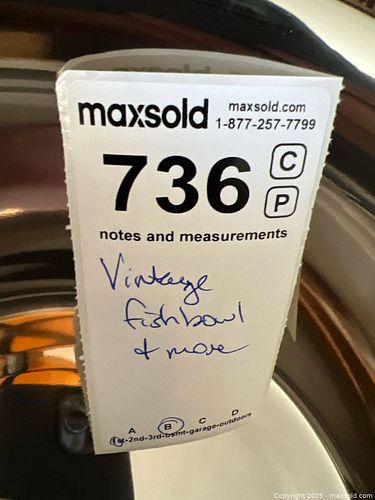 maxsold
maxsold.com
1-877-257-7799
736
C
P
notes and measurements
Vintage
fishbowl
+ more
A B C D
1st-2nd-3rd-bsmt-garage-outdoors
Copyright 2025 - maxsold.com